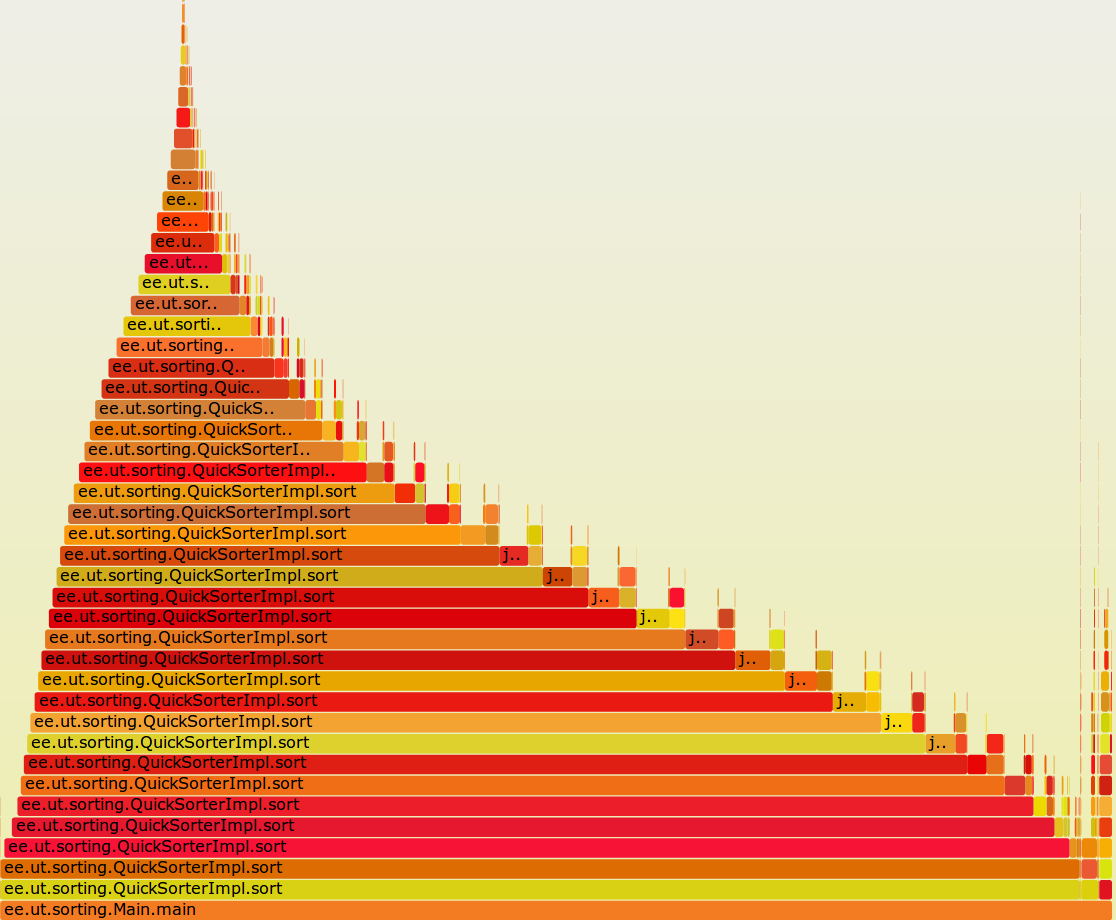 e..
ee..
ee...
ee.u..
ee.ut...
ee.ut.s..
ee.ut.sor..
ee.ut.sorti..
ee.ut.sorting..
ee.ut.sorting.Q..
ee.ut.sorting.Quic..
ee.ut.sorting.QuickS..
ee.ut.sorting.QuickSort..
ee.ut.sorting.QuickSorterI..
ee.ut.sorting.QuickSorterImpl..
ee.ut.sorting.QuickSorterImpl.sort
ee.ut.sorting.QuickSorterImpl.sort
ee.ut.sorting.QuickSorterImpl.sort
ee.ut.sorting.QuickSorterImpl.sort j..
ee.ut.sorting.QuickSorterImpl.sort j..
ee.ut.sorting.QuickSorterImpl.sort j..
ee.ut.sorting.QuickSorterImpl.sort j..
ee.ut.sorting.QuickSorterImpl.sort j..
ee.ut.sorting.QuickSorterImpl.sort j..
ee.ut.sorting.QuickSorterImpl.sort j..
ee.ut.sorting.QuickSorterImpl.sort j..
ee.ut.sorting.QuickSorterImpl.sort j..
ee.ut.sorting.QuickSorterImpl.sort j..
ee.ut.sorting.QuickSorterImpl.sort
ee.ut.sorting.QuickSorterImpl.sort
ee.ut.sorting.QuickSorterImpl.sort
ee.ut.sorting.QuickSorterImpl.sort
ee.ut.sorting.QuickSorterImpl.sort
ee.ut.sorting.QuickSorterImpl.sort
ee.ut.sorting.QuickSorterImpl.sort
ee.ut.sorting.Main.main